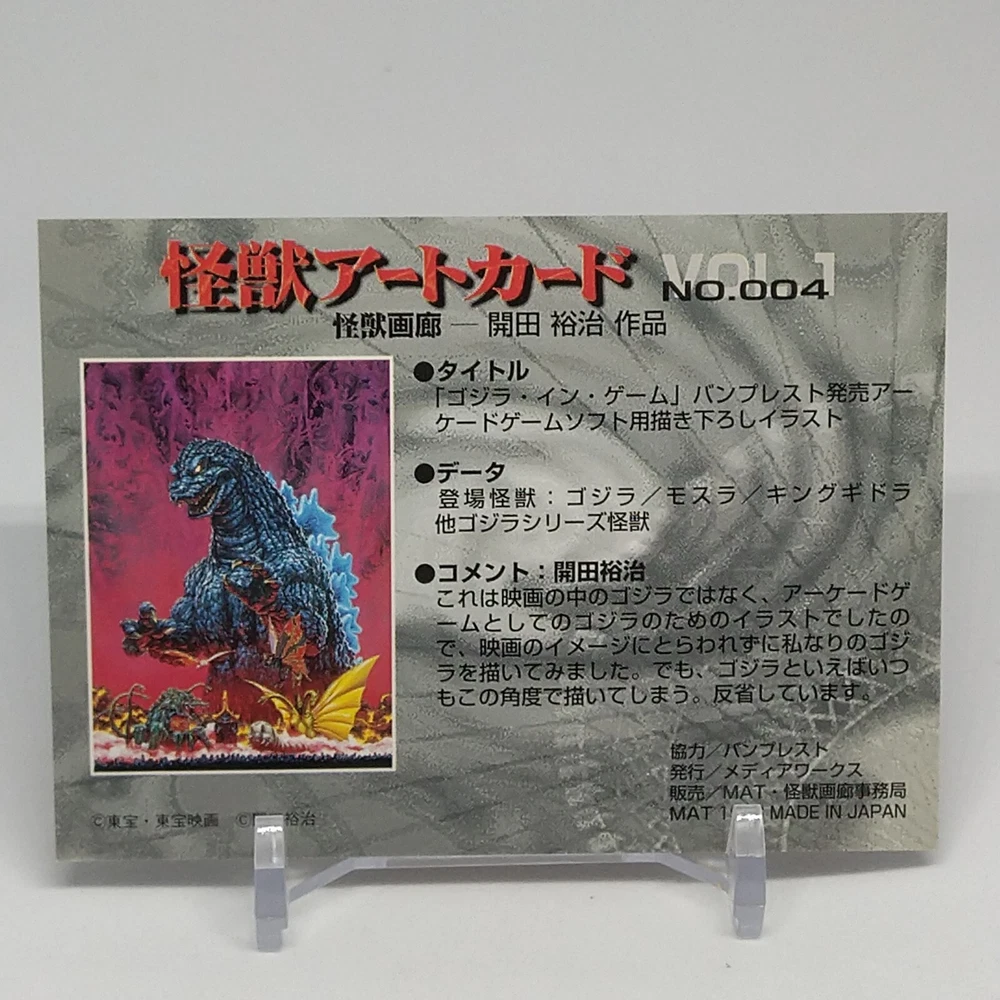 怪獣アートカード VOL.1
NO.004
怪獣画廊 — 開田 裕治 作品
●タイトル
「ゴジラ・イン・ゲーム」バンプレスト発売アー
ケードゲームソフト用描き下ろしイラスト
●データ
登場怪獣：ゴジラ／モスラ／キングギドラ
他ゴジラシリーズ怪獣
●コメント：開田裕治
これは映画の中のゴジラではなく、アーケードゲ
ームとしてのゴジラのためのイラストでしたの
で、映画のイメージにとらわれずに私なりのゴジ
ラを描いてみました。でも、ゴジラといえばいつ
もこの角度で描いてしまう。反省しています。
協力／バンプレスト
発行／メディアワークス
販売／MAT・怪獣画廊事務局
MAT MADE IN JAPAN
©東宝・東宝映画 © 裕治